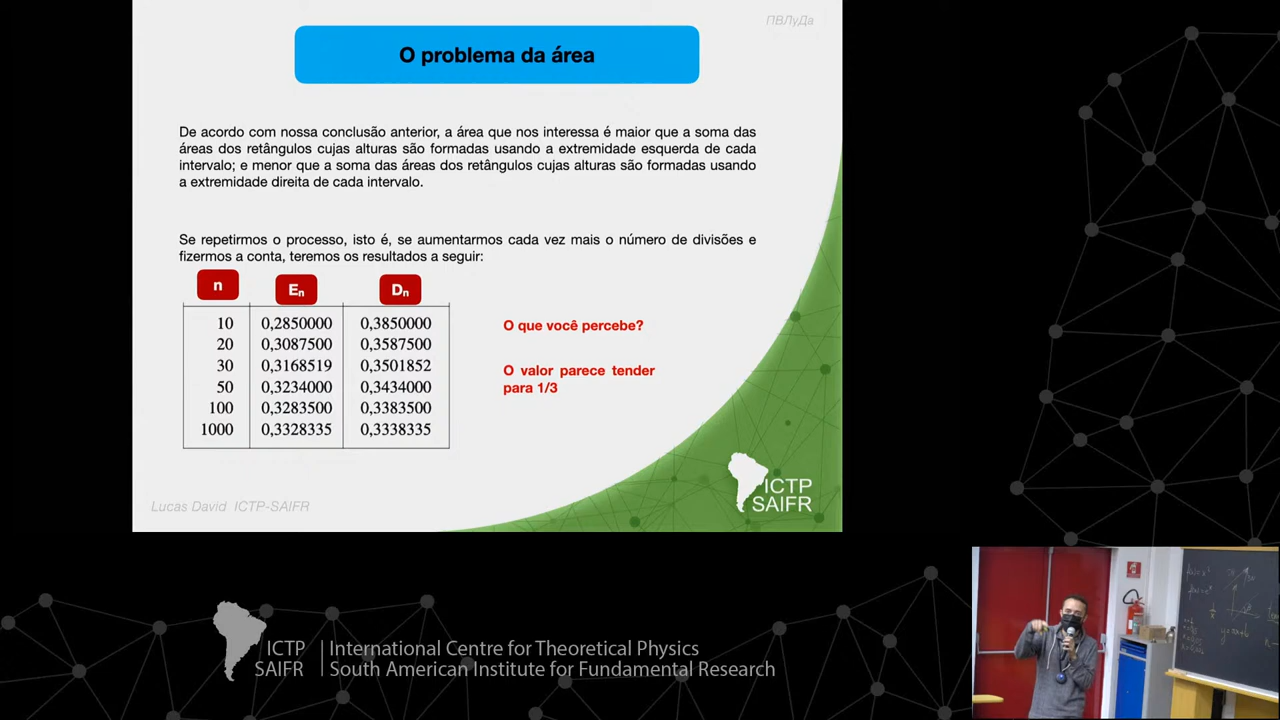 ПВЛуДа
O problema da área
De acordo com nossa conclusão anterior, a área que nos interessa é maior que a soma das
áreas dos retângulos cujas alturas são formadas usando a extremidade esquerda de cada
intervalo; e menor que a soma das áreas dos retângulos cujas alturas são formadas usando
a extremidade direita de cada intervalo.
Se repetirmos o processo, isto é, se aumentarmos cada vez mais o número de divisões e
fizermos a conta, teremos os resultados a seguir:
n Eₙ Dₙ
10 0,2850000 0,3850000
20 0,3087500 0,3587500
30 0,3168519 0,3501852
50 0,3234000 0,3434000
100 0,3283500 0,3383500
1000 0,3328335 0,3338335
O que você percebe?
O valor parece tender
para 1/3
Lucas David ICTP-SAIFR
ICTP
SAIFR
ICTP
SAIFR
International Centre for Theoretical Physics
South American Institute for Fundamental Research